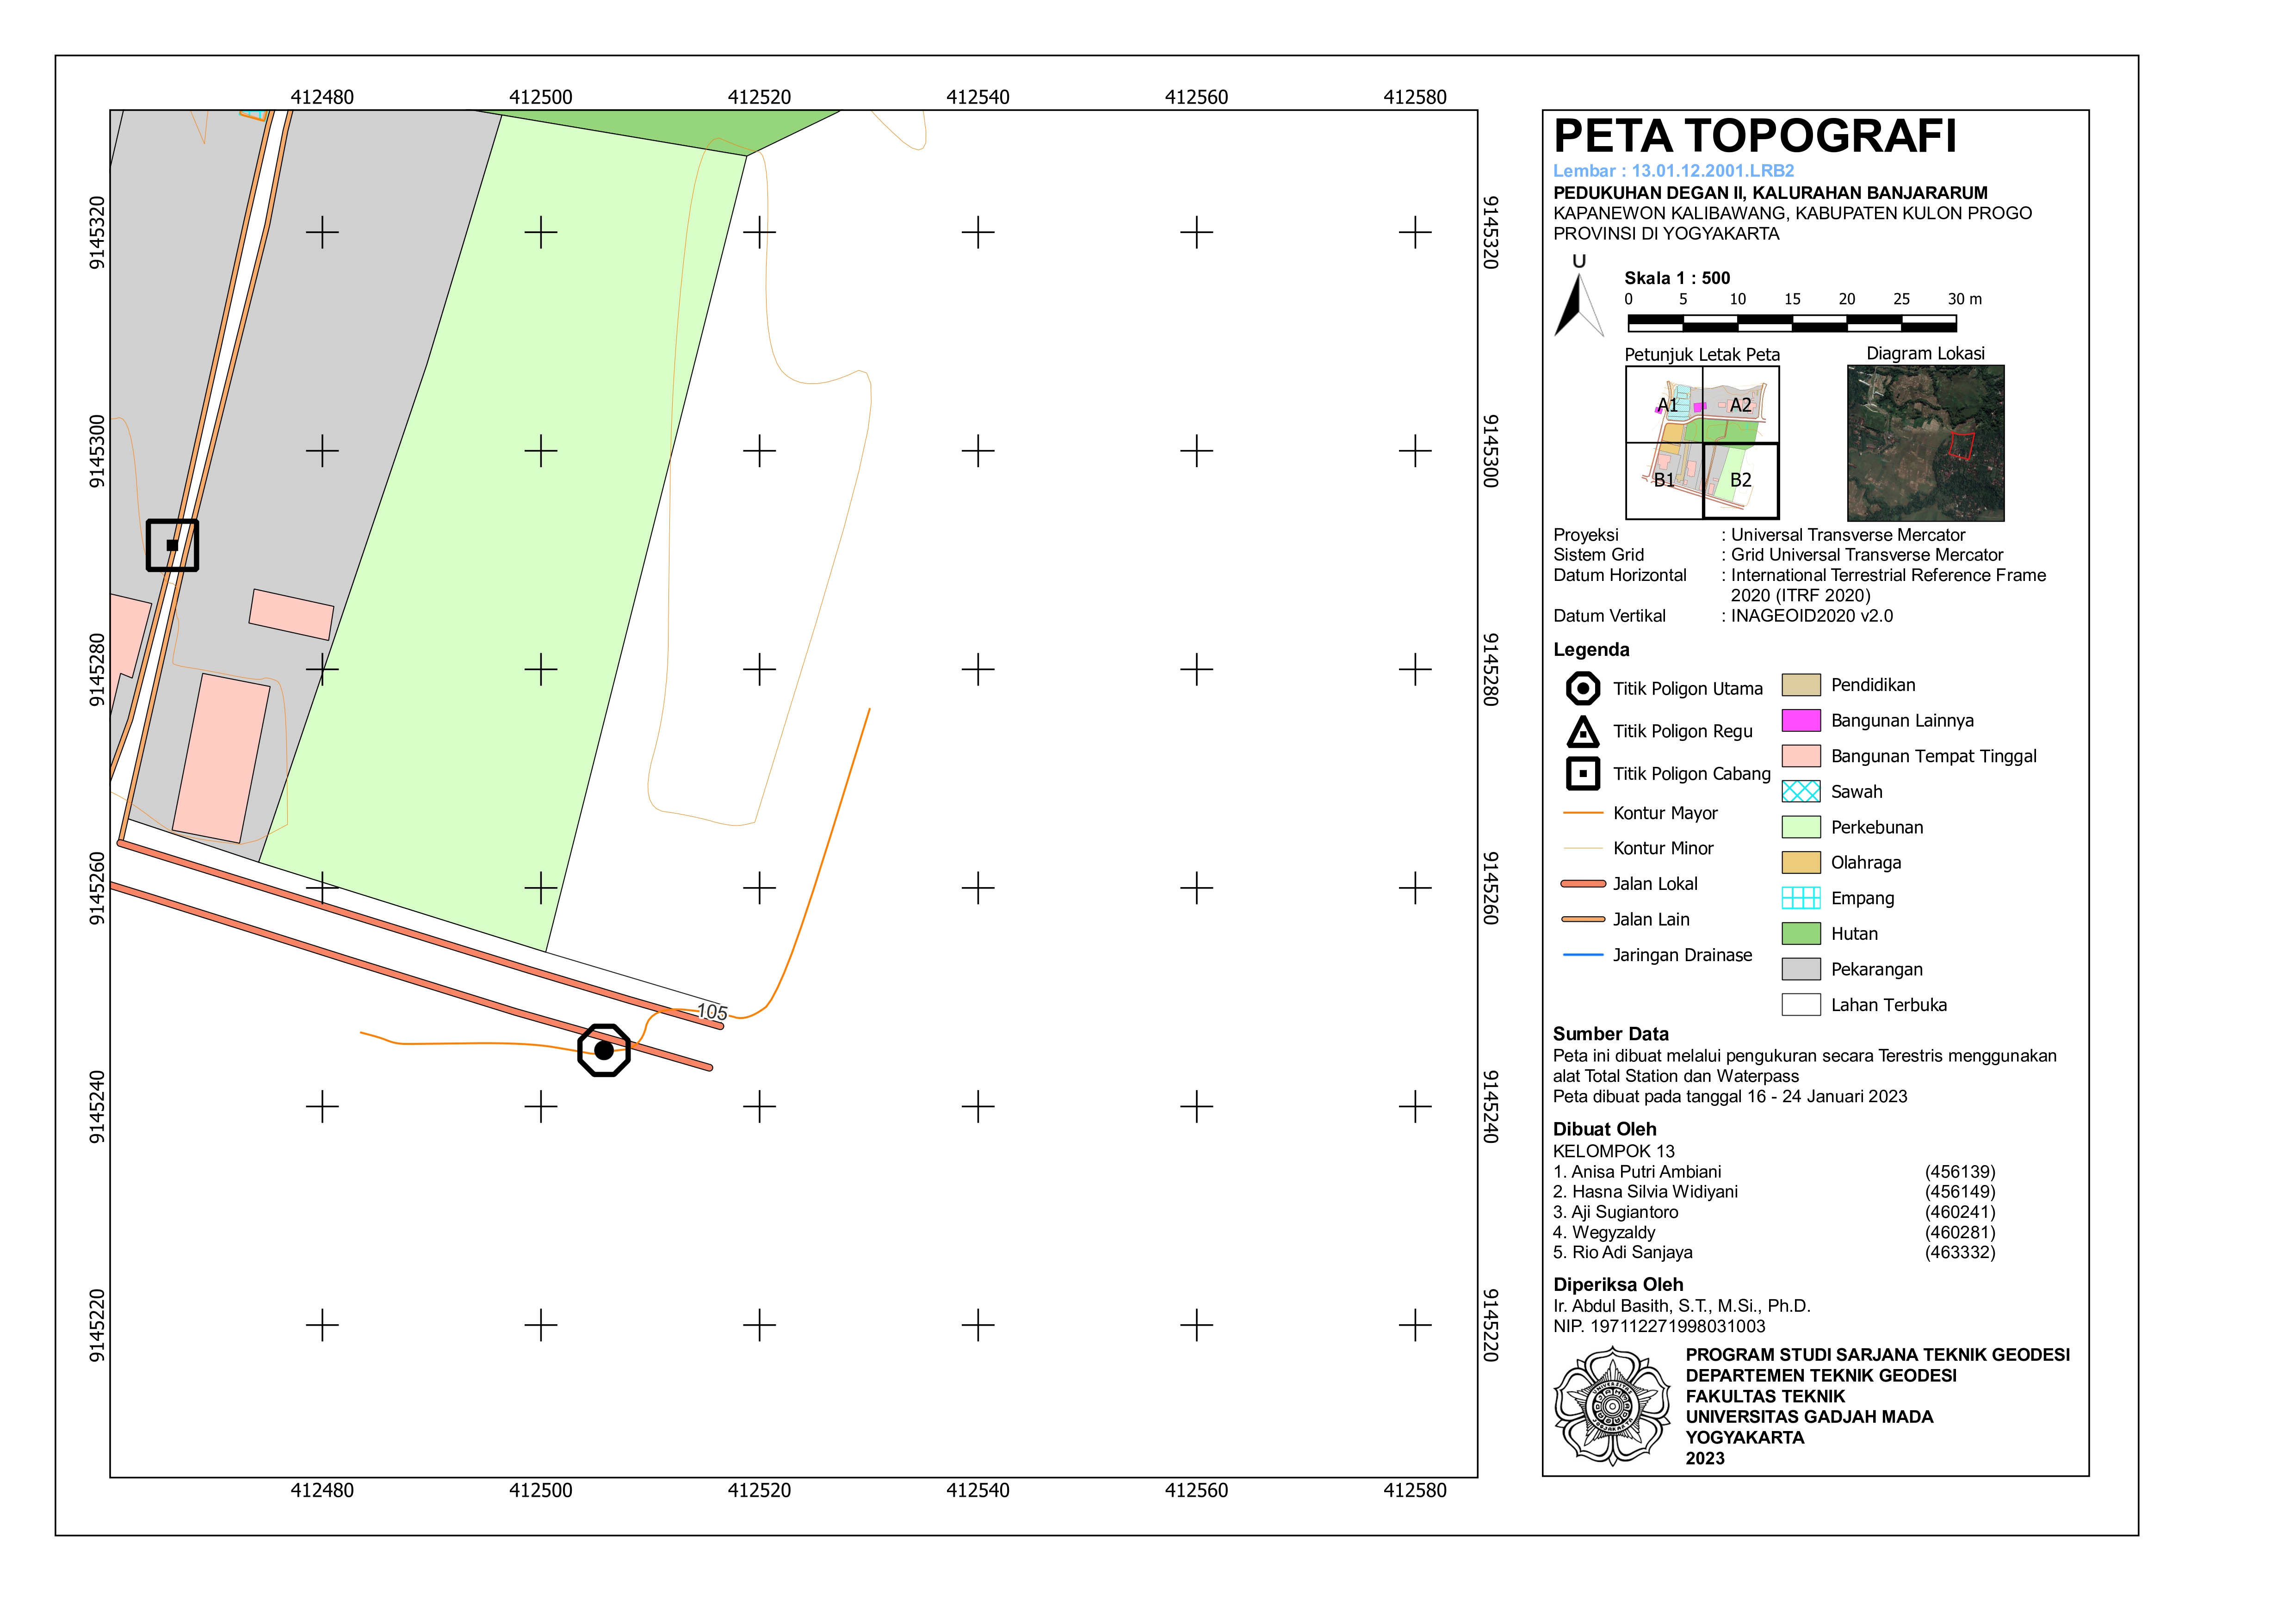 412480 412500 412520 412540 412560 412580
9145320 9145320
9145300 9145300
9145280 9145280
9145260 9145260
9145240 9145240
9145220 9145220
105
412480 412500 412520 412540 412560 412580
PETA TOPOGRAFI
Lembar : 13.01.12.2001.LRB2
PEDUKUHAN DEGAN II, KALURAHAN BANJARARUM
KAPANEWON KALIBAWANG, KABUPATEN KULON PROGO
PROVINSI DI YOGYAKARTA
U
Skala 1 : 500
0 5 10 15 20 25 30 m
Petunjuk Letak Peta
A1 A2
B1 B2
Diagram Lokasi
Proyeksi : Universal Transverse Mercator
Sistem Grid : Grid Universal Transverse Mercator
Datum Horizontal : International Terrestrial Reference Frame
2020 (ITRF 2020)
Datum Vertikal : INAGEOID2020 v2.0
Legenda
Titik Poligon Utama
Titik Poligon Regu
Titik Poligon Cabang
Kontur Mayor
Kontur Minor
Jalan Lokal
Jalan Lain
Jaringan Drainase
Pendidikan
Bangunan Lainnya
Bangunan Tempat Tinggal
Sawah
Perkebunan
Olahraga
Empang
Hutan
Pekarangan
Lahan Terbuka
Sumber Data
Peta ini dibuat melalui pengukuran secara Terestris menggunakan
alat Total Station dan Waterpass
Peta dibuat pada tanggal 16 - 24 Januari 2023
Dibuat Oleh
KELOMPOK 13
1. Anisa Putri Ambiani (456139)
2. Hasna Silvia Widiyani (456149)
3. Aji Sugiantoro (460241)
4. Wegyzaldy (460281)
5. Rio Adi Sanjaya (463332)
Diperiksa Oleh
Ir. Abdul Basith, S.T., M.Si., Ph.D.
NIP. 197112271998031003
UNIVERSITAS GADJAH MADA
PROGRAM STUDI SARJANA TEKNIK GEODESI
DEPARTEMEN TEKNIK GEODESI
FAKULTAS TEKNIK
UNIVERSITAS GADJAH MADA
YOGYAKARTA
2023